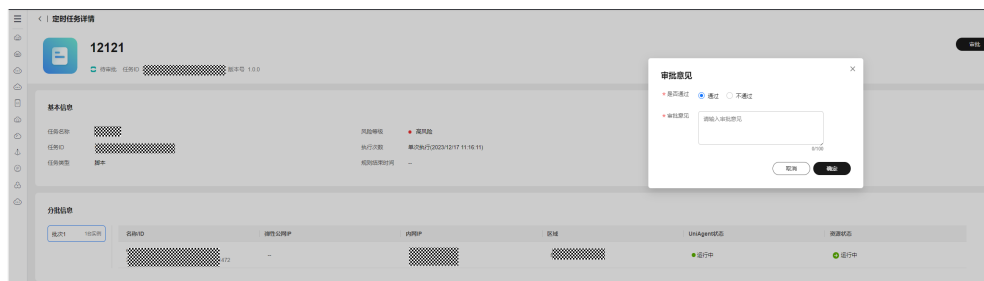 定时任务详情
12121
审批
待审批 任务ID 版本号 1.0.0
审批意见
* 是否通过 通过 不通过
* 审批意见 请输入审批意见
0/100
取消 确定
基本信息
任务名称 风险等级 高风险
任务ID 执行次数 单次执行(2023/12/17 11:16:11)
任务类型 脚本 规则结束时间 --
分批信息
批次1 1台实例 名称/ID 弹性公网IP 内网IP 区域 UniAgent状态 资源状态
472 -- 运行中 运行中